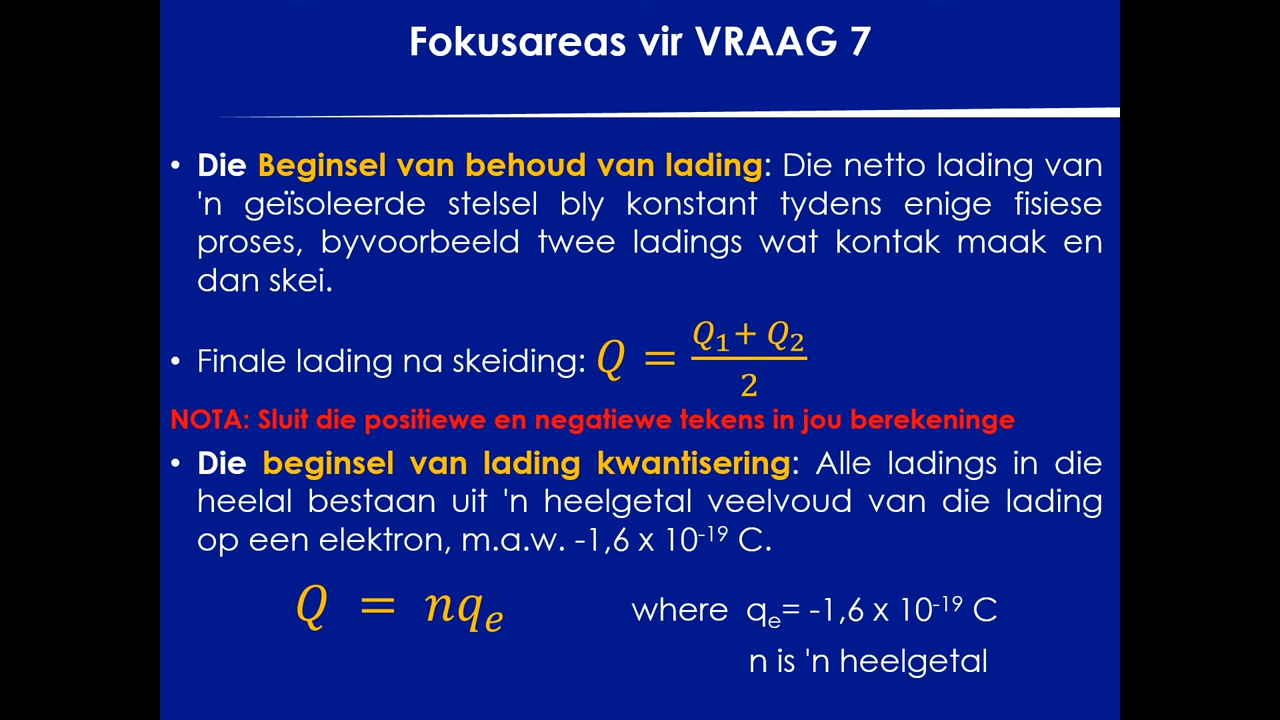 Fokusareas vir VRAAG 7
• Die Beginsel van behoud van lading: Die netto lading van
'n geïsoleerde stelsel bly konstant tydens enige fisiese
proses, byvoorbeeld twee ladings wat kontak maak en
dan skei.
• Finale lading na skeiding: Q = (Q₁ + Q₂)/2
NOTA: Sluit die positiewe en negatiewe tekens in jou berekeninge
• Die beginsel van lading kwantisering: Alle ladings in die
heelal bestaan uit 'n heelgetal veelvoud van die lading
op een elektron, m.a.w. -1,6 x 10⁻¹⁹ C.
Q = nqₑ where qₑ= -1,6 x 10⁻¹⁹ C
n is 'n heelgetal